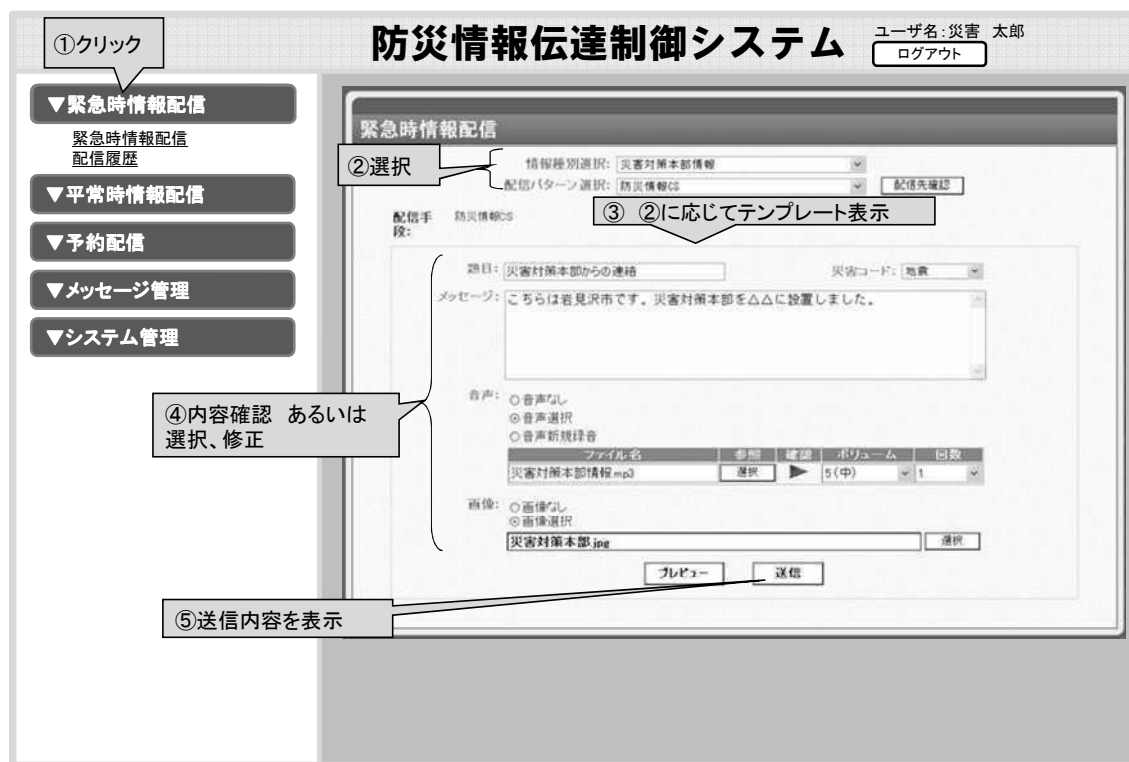 ①クリック
防災情報伝達制御システム
ユーザ名:災害 太郎
ログアウト
▼緊急時情報配信
緊急時情報配信
配信履歴
▼平常時情報配信
▼予約配信
▼メッセージ管理
▼システム管理
緊急時情報配信
②選択
情報種別選択: 災害対策本部情報
配信パターン選択: 防災情報CS 配信先確認
③ ②に応じてテンプレート表示
配信手段: 防災情報CS
題目: 災害対策本部からの連絡 災害コード: 地震
メッセージ: こちらは岩見沢市です。災害対策本部を△△に設置しました。
④内容確認 あるいは
選択、修正
音声: 音声なし
音声選択
音声新規録音
ファイル名 参照 確認 ボリューム 回数
災害対策本部情報.mp3 選択 5(中) 1
画像: 画像なし
画像選択
災害対策本部.jpg 選択
プレビュー 送信
⑤送信内容を表示